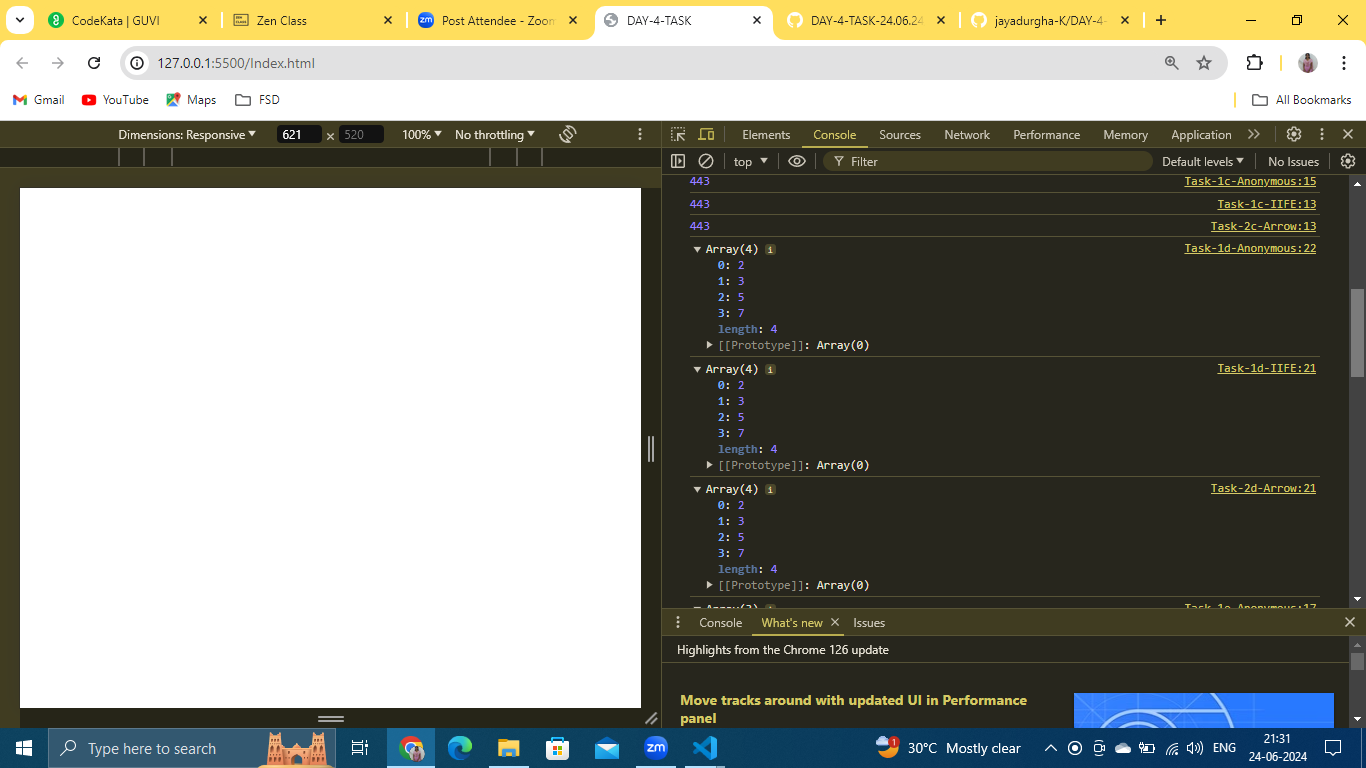 CodeKata | GUVI
Zen Class
Post Attendee - Zoom
DAY-4-TASK
DAY-4-TASK-24.06.24
jayadurgha-K/DAY-4-
127.0.0.1:5500/Index.html
Gmail
YouTube
Maps
FSD
All Bookmarks
Dimensions: Responsive
621
×
520
100%
No throttling
Elements
Console
Sources
Network
Performance
Memory
Application
top
Filter
Default levels
No Issues
443 Task-1c-Anonymous:15
443 Task-1c-IIFE:13
443 Task-2c-Arrow:13
Array(4) i Task-1d-Anonymous:22
0: 2
1: 3
2: 5
3: 7
length: 4
[[Prototype]]: Array(0)
Array(4) i Task-1d-IIFE:21
0: 2
1: 3
2: 5
3: 7
length: 4
[[Prototype]]: Array(0)
Array(4) i Task-2d-Arrow:21
0: 2
1: 3
2: 5
3: 7
length: 4
[[Prototype]]: Array(0)
Task-1e-Anonymous:17
Console
What's new
Issues
Highlights from the Chrome 126 update
Move tracks around with updated UI in Performance
panel
Type here to search
zm
1
30°C Mostly clear
ENG
21:31
24-06-2024